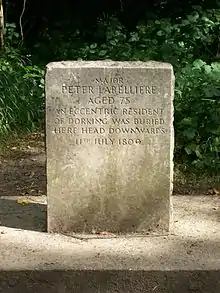 MAJOR
PETER LABELLIERE
AGED 75
AN ECCENTRIC RESIDENT
OF DORKING WAS BURIED
HERE HEAD DOWNWARDS
11TH JULY 1800